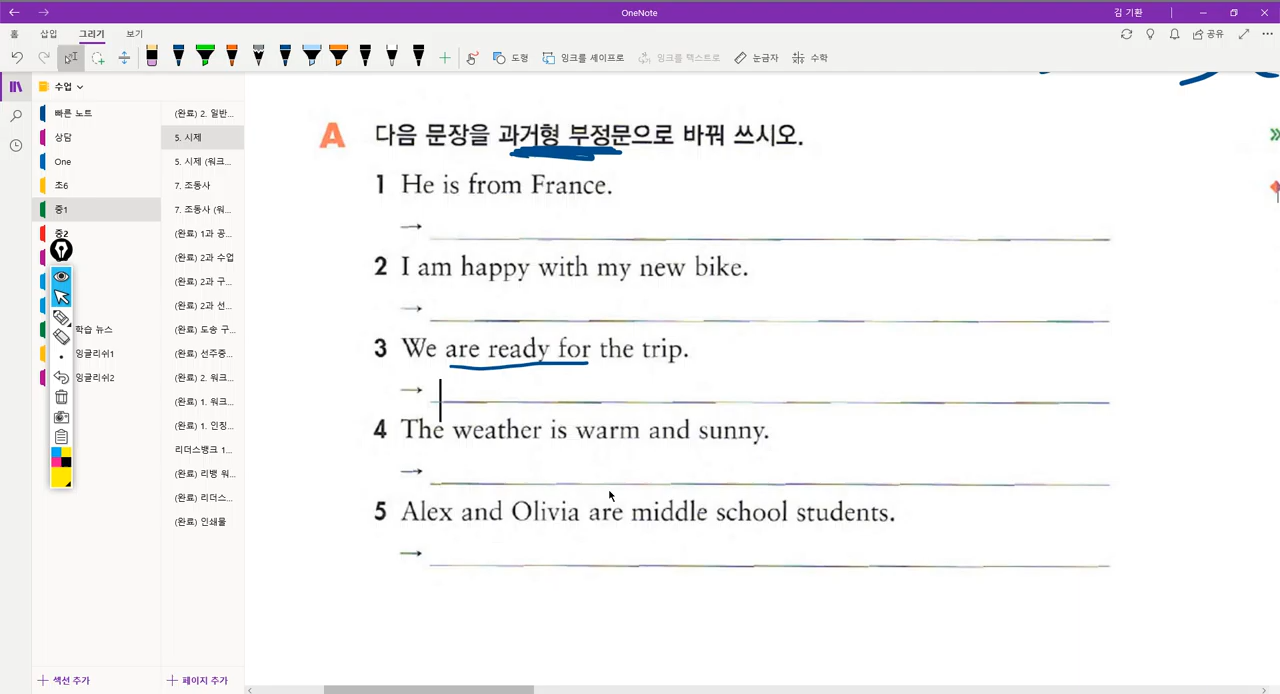 OneNote
김 기환
홈 삽입 그리기 보기
공유
도형 잉크를 셰이프로 잉크를 텍스트로 눈금자 수학
수업
빠른 노트
상담
One
초6
중1
중2
학습 뉴스
잉글리쉬1
잉글리쉬2
(완료) 2. 일반...
5. 시제
5. 시제 (워크...
7. 조동사
7. 조동사 (워...
(완료) 1과 공...
(완료) 2과 수업
(완료) 2과 구...
(완료) 2과 선...
(완료) 도송 구...
(완료) 선주중...
(완료) 2. 워크...
(완료) 1. 워크...
(완료) 1. 인칭...
리더스뱅크 1...
(완료) 리뱅 워...
(완료) 리더스...
(완료) 인쇄물
A 다음 문장을 과거형 부정문으로 바꿔 쓰시오.
1 He is from France.
→
2 I am happy with my new bike.
→
3 We are ready for the trip.
→
4 The weather is warm and sunny.
→
5 Alex and Olivia are middle school students.
→
섹션 추가
페이지 추가